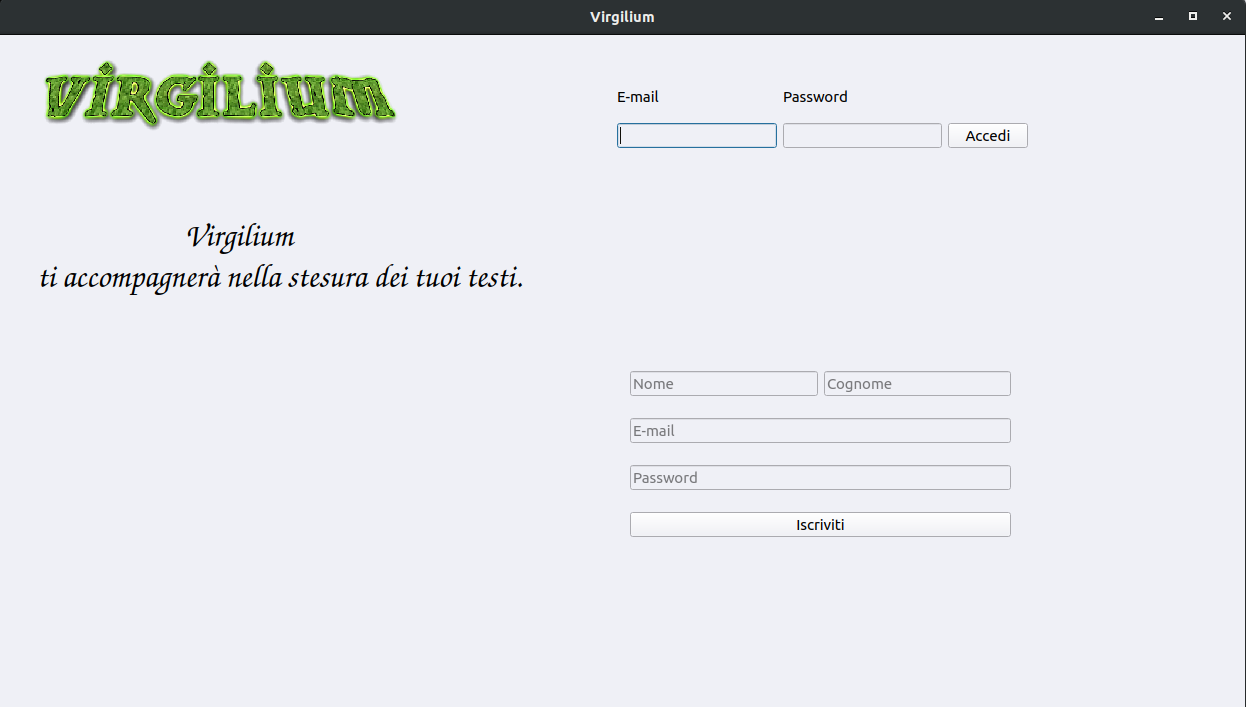 Virgilium
VIRGILIUM
E-mail
Password
Accedi
Virgilium
ti accompagnerà nella stesura dei tuoi testi.
Nome
Cognome
E-mail
Password
Iscriviti